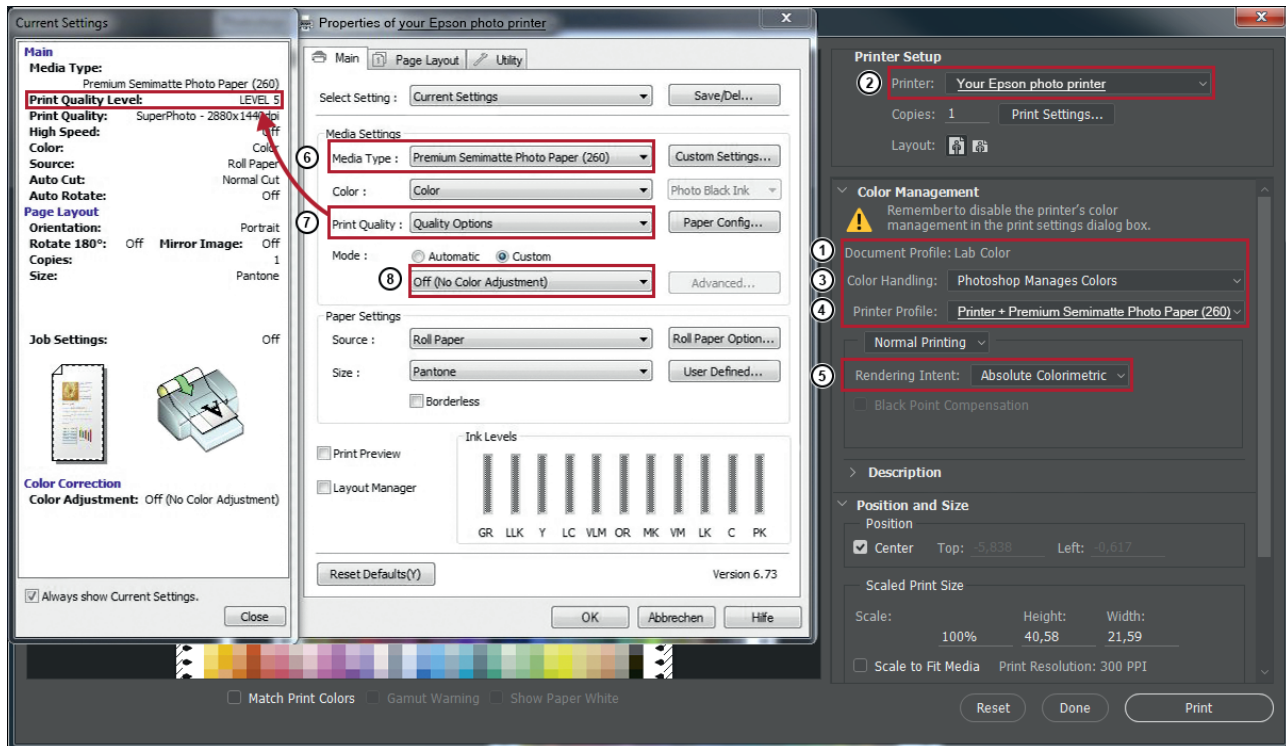 Current Settings
Main
Media Type:
Premium Semimatte Photo Paper (260)
Print Quality Level: LEVEL 5
Print Quality: SuperPhoto - 2880x1440dpi
High Speed: Off
Color: Color
Source: Roll Paper
Auto Cut: Normal Cut
Auto Rotate: Off
Page Layout
Orientation: Portrait
Rotate 180°: Off Mirror Image: Off
Copies: 1
Size: Pantone
Job Settings: Off
Color Correction
Color Adjustment: Off (No Color Adjustment)
Always show Current Settings.
Close
Properties of your Epson photo printer
X
Main Page Layout Utility
Select Setting : Current Settings Save/Del...
Media Settings
6 Media Type : Premium Semimatte Photo Paper (260) Custom Settings...
Color : Color Photo Black Ink
7 Print Quality : Quality Options Paper Config...
Mode : Automatic Custom
8 Off (No Color Adjustment) Advanced...
Paper Settings
Source : Roll Paper Roll Paper Option...
Size : Pantone User Defined...
Borderless
Print Preview
Layout Manager
Ink Levels
GR LLK Y LC VLM OR MK VM LK C PK
Reset Defaults(Y) Version 6.73
OK Abbrechen Hilfe
X
Printer Setup
2 Printer: Your Epson photo printer
Copies: 1 Print Settings...
Layout:
Color Management
Remember to disable the printer's color
management in the print settings dialog box.
1 Document Profile: Lab Color
3 Color Handling: Photoshop Manages Colors
4 Printer Profile: Printer + Premium Semimatte Photo Paper (260)
Normal Printing
5 Rendering Intent: Absolute Colorimetric
Black Point Compensation
Description
Position and Size
Position
Center Top: -5,838 Left: -0,617
Scaled Print Size
Scale: Height: Width:
100% 40,58 21,59
Scale to Fit Media Print Resolution: 300 PPI
Match Print Colors Gamut Warning Show Paper White
Reset Done Print